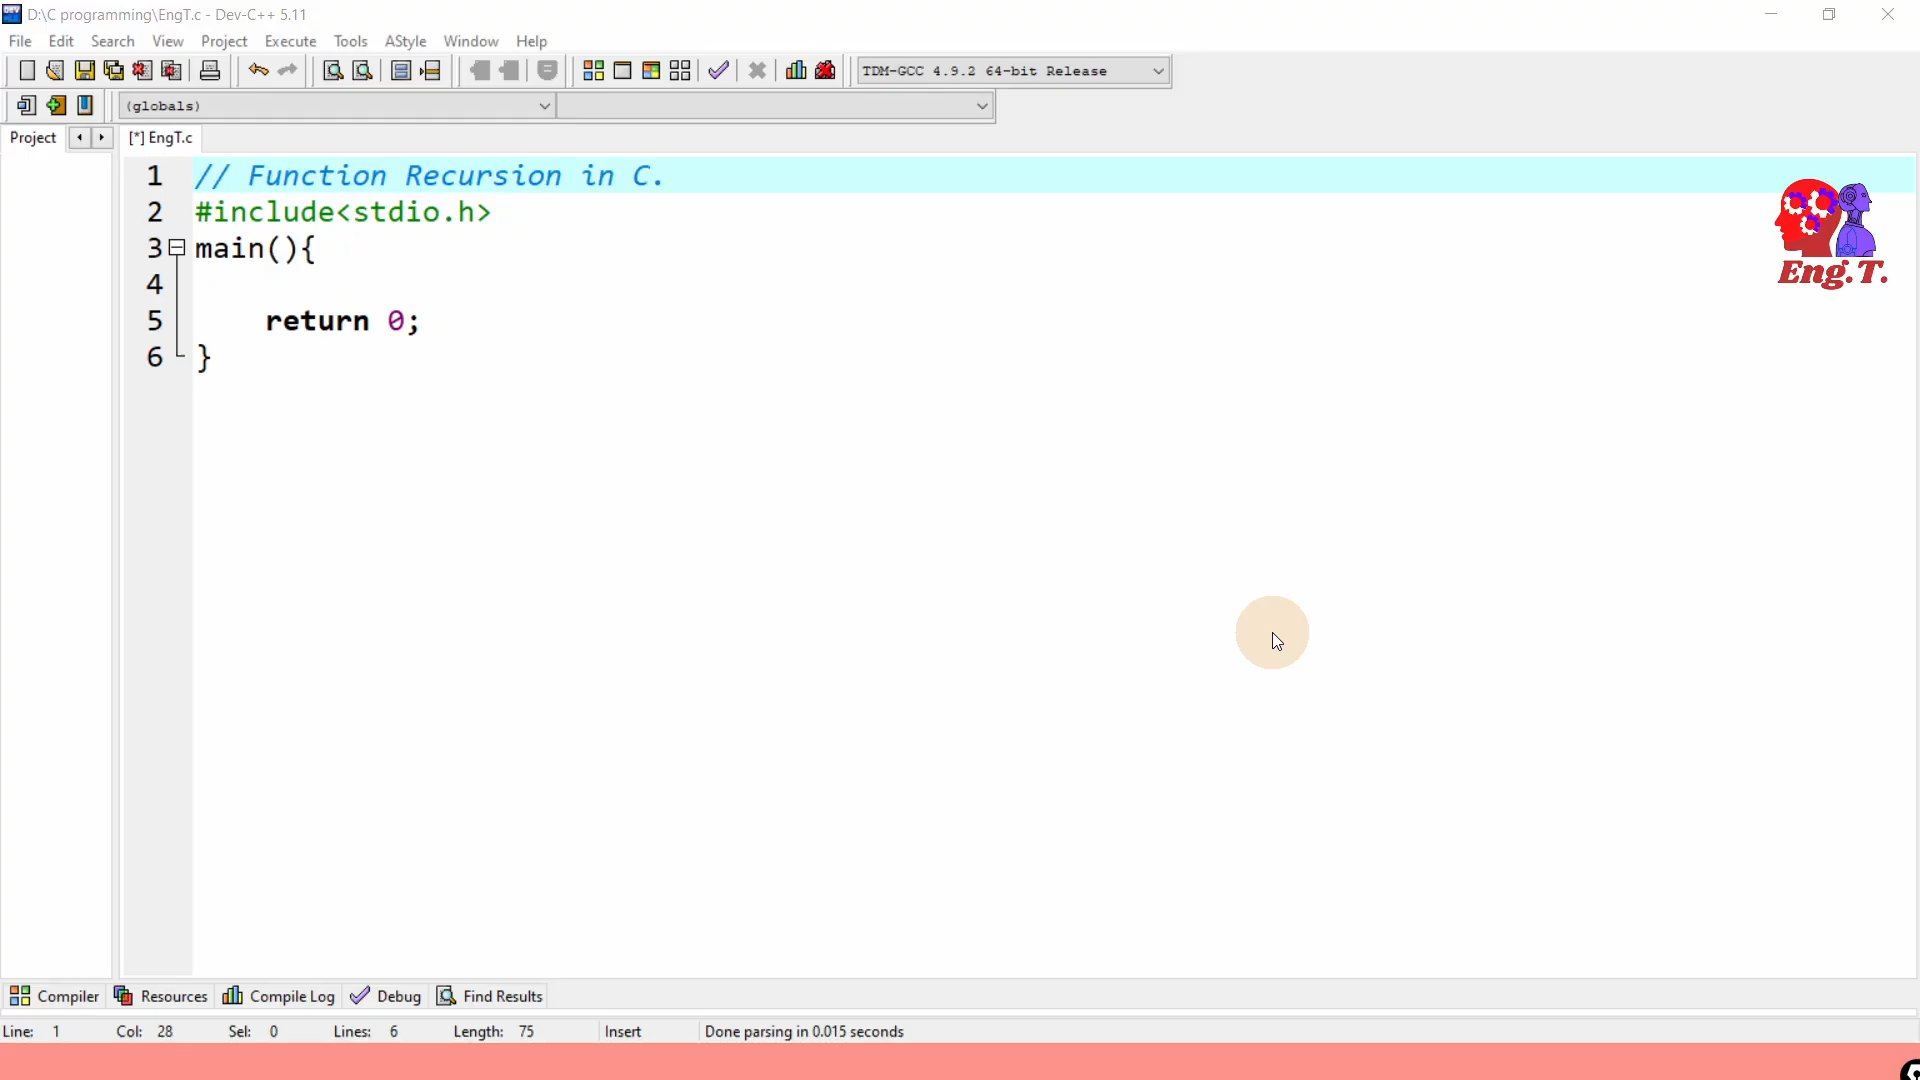 D:\C programming\EngT.c - Dev-C++ 5.11
File Edit Search View Project Execute Tools AStyle Window Help
TDM-GCC 4.9.2 64-bit Release
(globals)
Project [*] EngT.c
1 // Function Recursion in C.
2 #include<stdio.h>
3 main(){
4
5 return 0;
6 }
Eng.T.
Compiler Resources Compile Log Debug Find Results
Line: 1 Col: 28 Sel: 0 Lines: 6 Length: 75 Insert Done parsing in 0.015 seconds